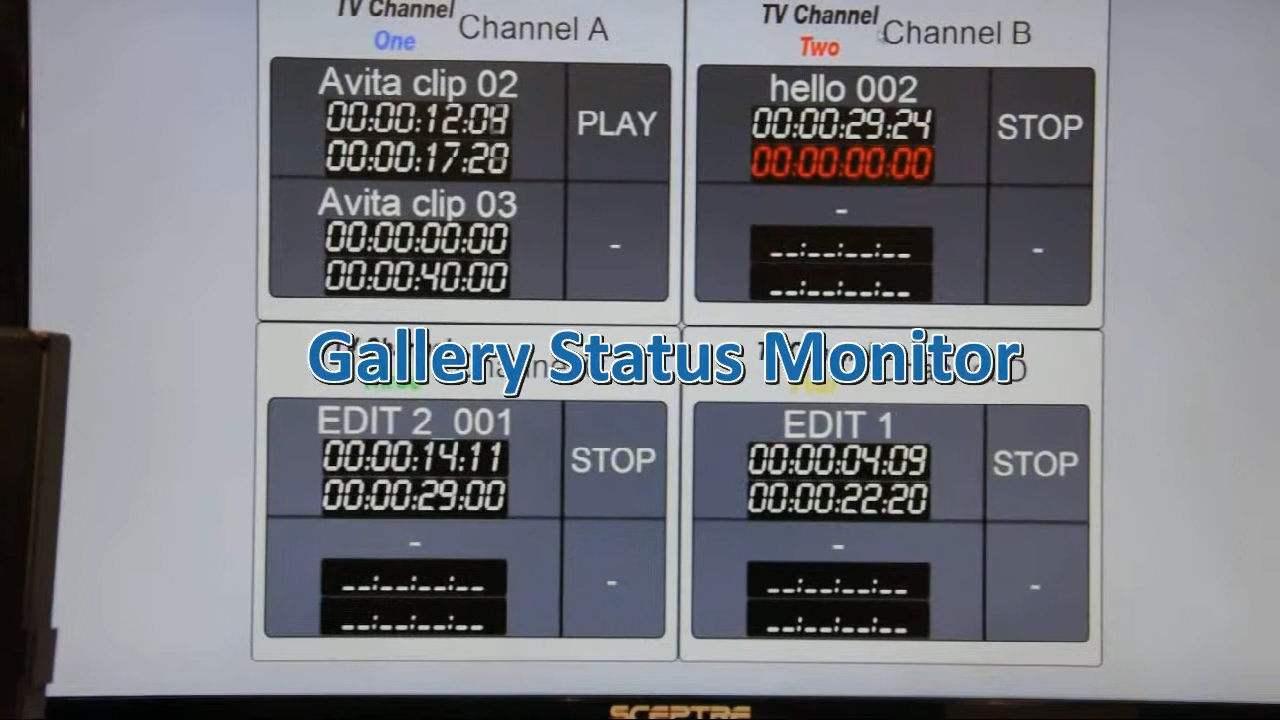 TV Channel
One
Channel A
Avita clip 02
00:00:12:09
00:00:17:20
PLAY
Avita clip 03
00:00:00:00
00:00:40:00
-
TV Channel
Two
Channel B
hello 002
00:00:29:24
00:00:00:00
STOP
-
--:--:--:--
--:--:--:--
-
Gallery Status Monitor
EDIT 2_001
00:00:14:11
00:00:29:00
STOP
-
--:--:--:--
--:--:--:--
-
EDIT 1
00:00:04:09
00:00:22:20
STOP
-
--:--:--:--
--:--:--:--
-
SCEPTRE